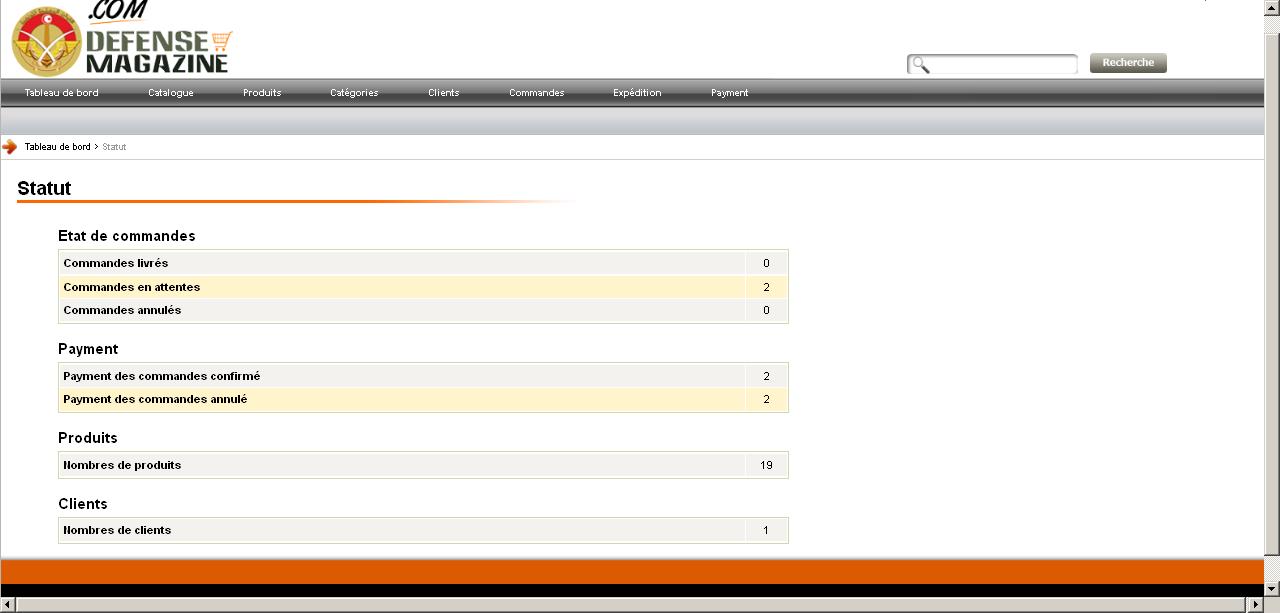 .COM
DEFENSE
MAGAZINE
Recherche
Tableau de bord Catalogue Produits Catégories Clients Commandes Expédition Payment
Tableau de bord > Statut
Statut
Etat de commandes
Commandes livrés 0
Commandes en attentes 2
Commandes annulés 0
Payment
Payment des commandes confirmé 2
Payment des commandes annulé 2
Produits
Nombres de produits 19
Clients
Nombres de clients 1